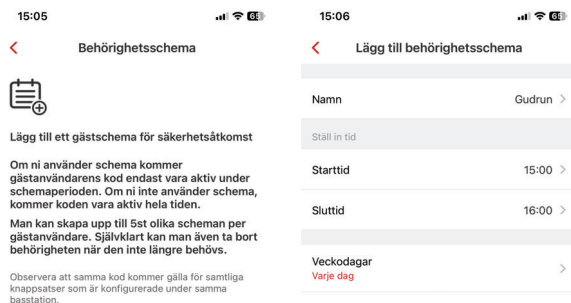 15:05
Behörighetsschema
Lägg till ett gästschema för säkerhetsåtkomst
Om ni använder schema kommer
gästanvändarens kod endast vara aktiv under
schemaperioden. Om ni inte använder schema,
kommer koden vara aktiv hela tiden.
Man kan skapa upp till 5st olika scheman per
gästanvändare. Självklart kan man även ta bort
behörigheten när den inte längre behövs.
Observera att samma kod kommer gälla för samtliga
knappsatser som är konfigurerade under samma
basstation.
15:06
Lägg till behörighetsschema
Namn Gudrun
Ställ in tid
Starttid 15:00
Sluttid 16:00
Veckodagar
Varje dag